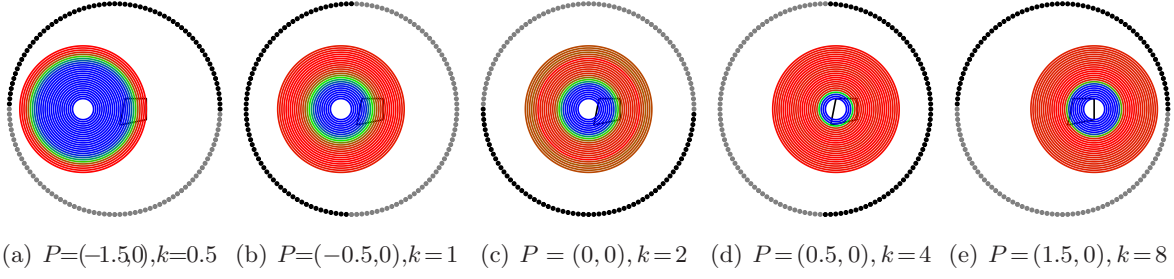 (a) P=(−1.5,0),k=0.5 (b) P=(−0.5,0),k=1 (c) P = (0,0),k=2 (d) P=(0.5, 0),k=4 (e) P=(1.5, 0),k=8